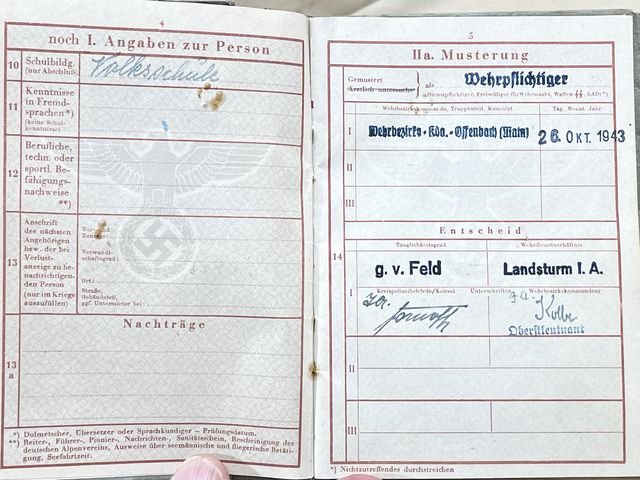 4
noch I. Angaben zur Person
10 Schulbildg. (nur Abschluß) Volksschule
11 Kenntnisse in Fremd-
sprachen*)
(keine Schul-
kenntnisse)
12 Berufliche,
techn. oder
sportl. Be-
fähigungs-
nachweise
**)
13 Anschrift
des nächsten
Angehörigen
bzw. der bei
Verlust-
anzeige zu be-
nachrichtigen-
den Person
(nur im Kriege
auszufüllen)
Vor- und
Zuname:
Verwandt-
schaftsgrad:
Ort:
Straße,
Gebäudeteil,
ggf. Untermieter bei:
Nachträge
13
a
*) Dolmetscher, Übersetzer oder Sprachkundiger – Prüfungsdatum.
**) Reiter-, Führer-, Pionier-, Nachrichten-, Sanitätsschein, Bescheinigung des
deutschen Alpenvereins, Ausweise über seemännische und fliegerische Betäti-
gung, Seefahrtzeit.
5
IIa. Musterung
Gemustert
Ärztlich untersucht
als Wehrpflichtiger
(Dienstpflichtiger, Freiwilliger für Wehrmacht, Waffen-SS, RAD)*)
Wehrbezirkskommando, Truppenteil, Konsulat Tag, Monat, Jahr
I Wehrbezirks-Kdo.-Offenbach (Main) 26. OKT. 1943
II
III
Entscheid
14
Tauglichkeitsgrad Wehrdienstverhältnis
g. v. Feld Landsturm I. A.
I Kreispolizeibehörde/Konsul Unterschriften Wehrbezirkskommandeur
Kolbe
Oberstleutnant
II
III
*) Nichtzutreffendes durchstreichen